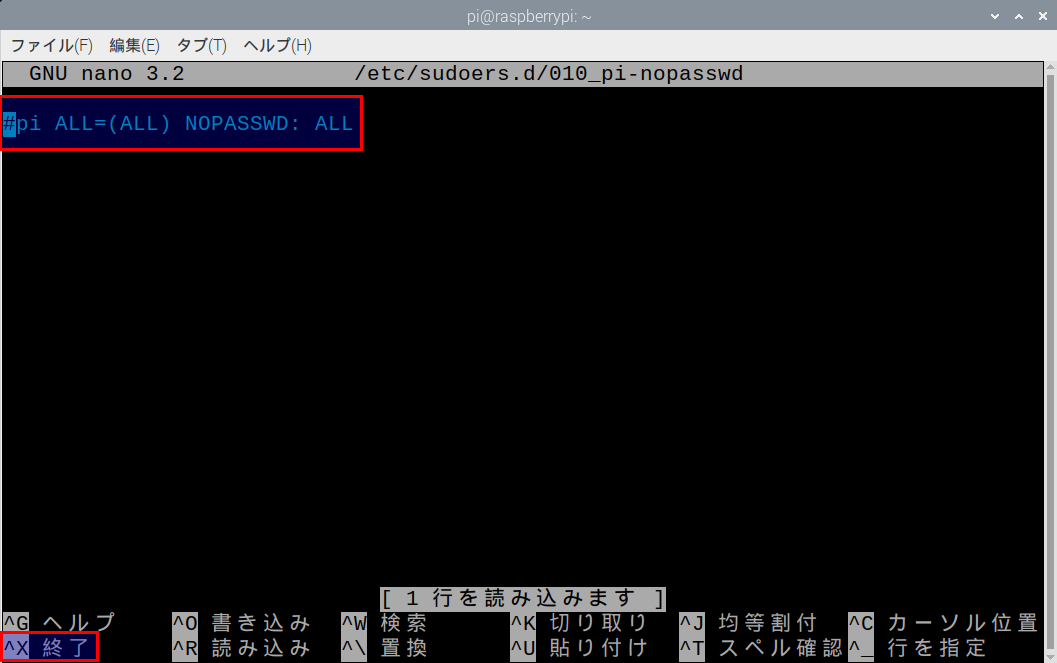 pi@raspberrypi: ~
ファイル(F) 編集(E) タブ(T) ヘルプ(H)
GNU nano 3.2 /etc/sudoers.d/010_pi-nopasswd
#pi ALL=(ALL) NOPASSWD: ALL
[ 1 行を読み込みます ]
^G ヘルプ ^O 書き込み ^W 検索 ^K 切り取り ^J 均等割付 ^C カーソル位置
^X 終了 ^R 読み込み ^\ 置換 ^U 貼り付け ^T スペル確認 ^_ 行を指定